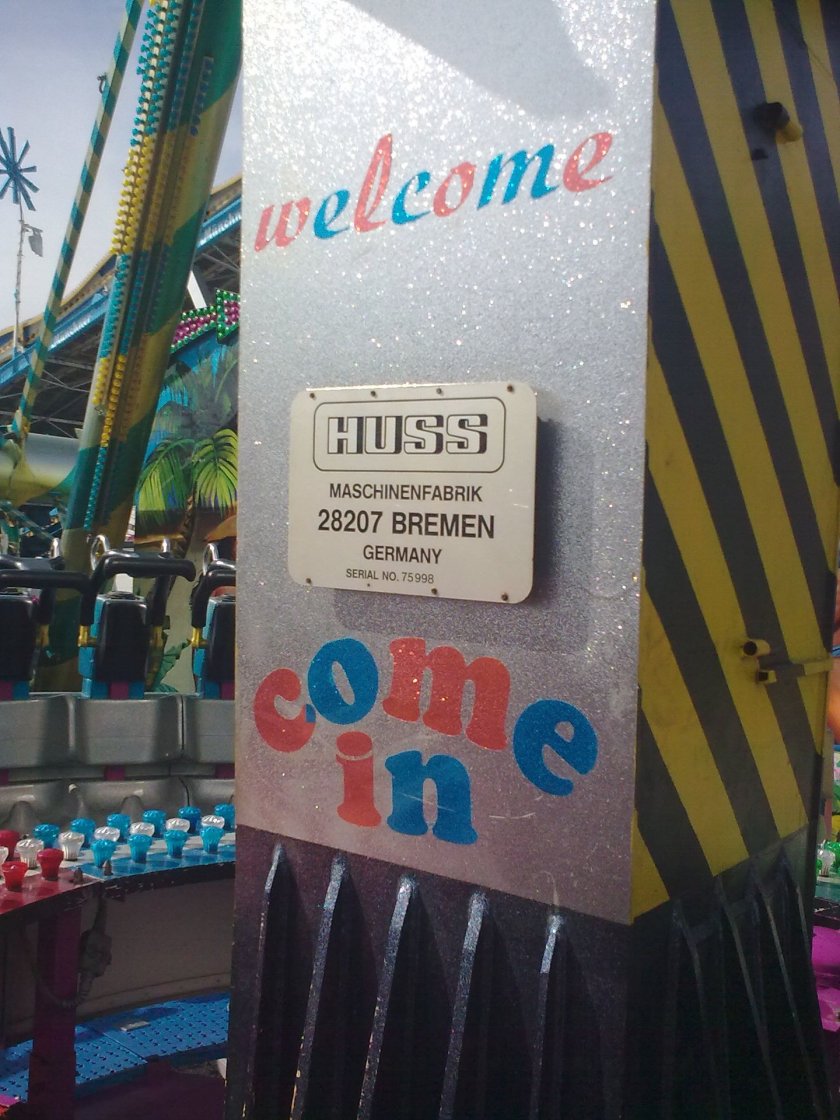 welcome
HUSS
MASCHINENFABRIK
28207 BREMEN
GERMANY
SERIAL NO. 75998
come
in